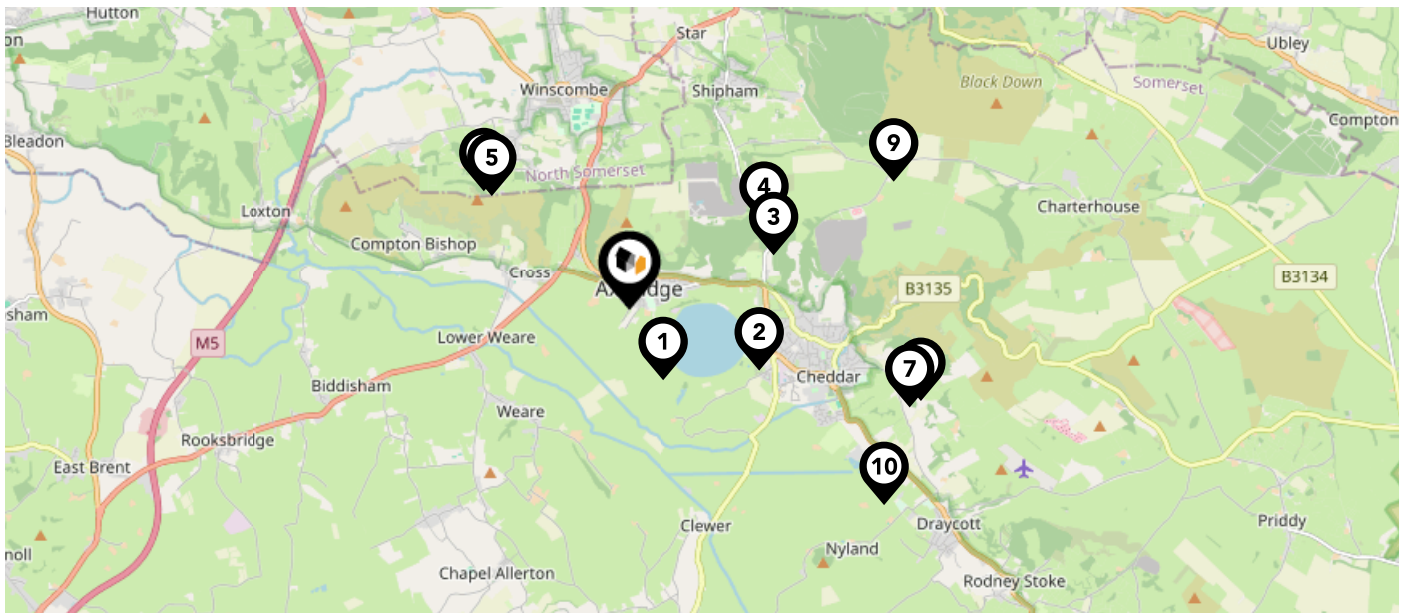 Hutton
on
Star
Ubley
Black Down
Somerset
Winscombe
Shipham
Compton
Bleadon
9
5
North Somerset
4
3
Loxton
Charterhouse
Compton Bishop
Cross
B3134
B3135
sham
M5
Lower Weare
1
2
Cheddar
7
Biddisham
Weare
Rooksbridge
East Brent
10
Clewer
Draycott
Priddy
Nyland
noll
Chapel Allerton
Rodney Stoke